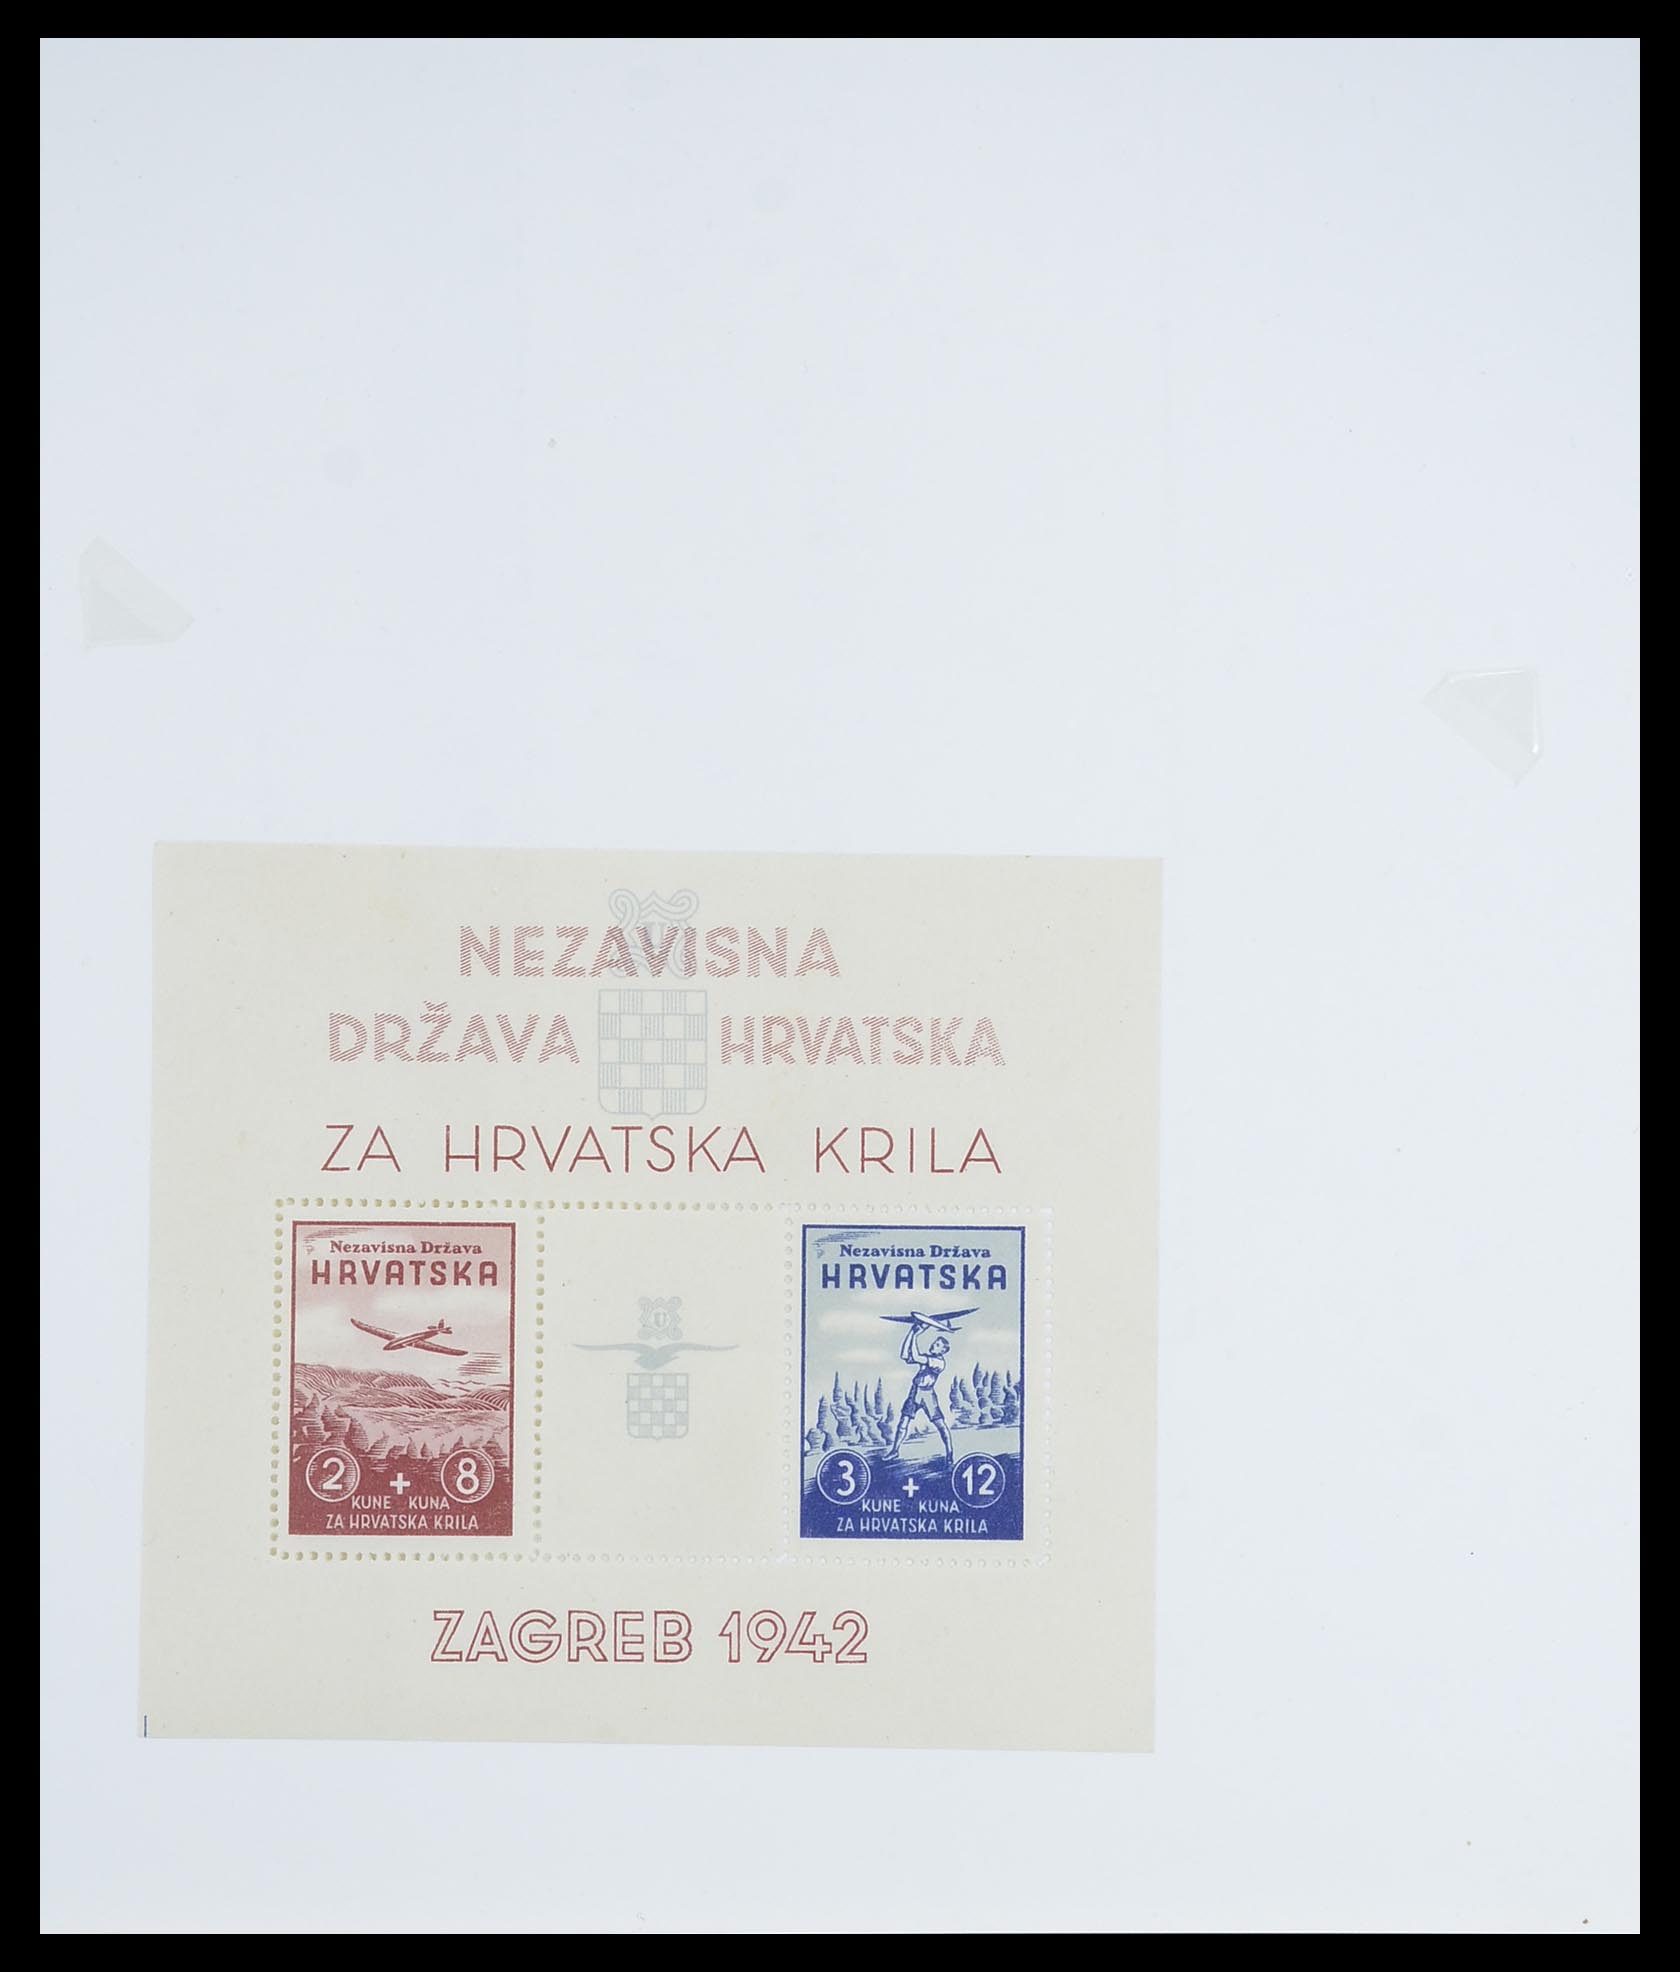 U
NEZAVISNA
DRŽAVA HRVATSKA
ZA HRVATSKA KRILA
Nezavisna Država
HRVATSKA
2 + 8
KUNE KUNA
ZA HRVATSKA KRILA
U
Nezavisna Država
HRVATSKA
3 + 12
KUNE KUNA
ZA HRVATSKA KRILA
ZAGREB 1942